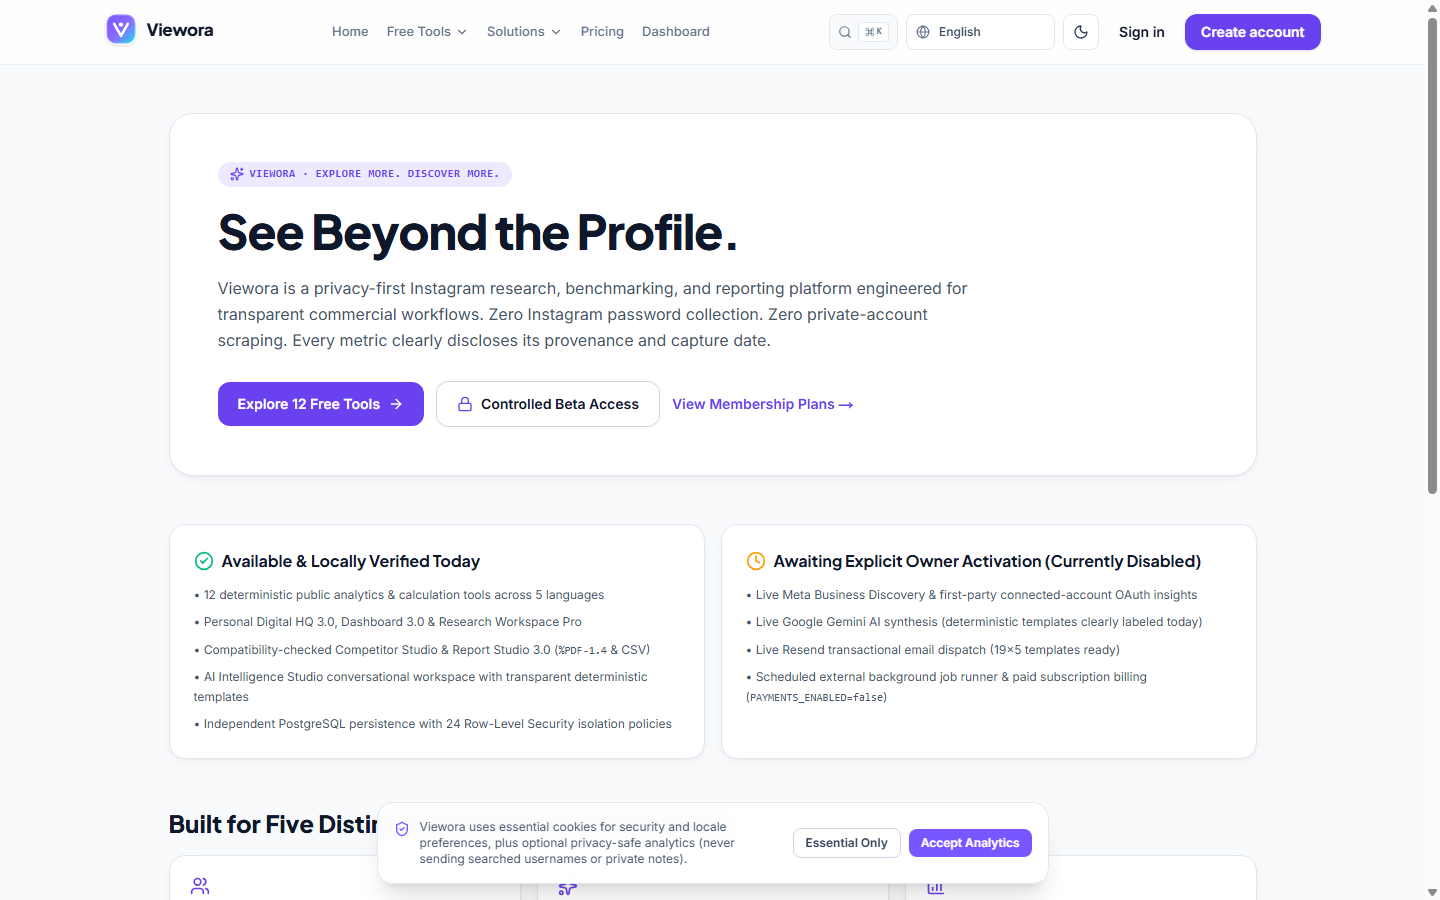 Viewora
Home
Free Tools
Solutions
Pricing
Dashboard
⌘K
English
Sign in
Create account
VIEWORA · EXPLORE MORE. DISCOVER MORE.
See Beyond the Profile.
Viewora is a privacy-first Instagram research, benchmarking, and reporting platform engineered for
transparent commercial workflows. Zero Instagram password collection. Zero private-account
scraping. Every metric clearly discloses its provenance and capture date.
Explore 12 Free Tools →
Controlled Beta Access
View Membership Plans →
Available & Locally Verified Today
• 12 deterministic public analytics & calculation tools across 5 languages
• Personal Digital HQ 3.0, Dashboard 3.0 & Research Workspace Pro
• Compatibility-checked Competitor Studio & Report Studio 3.0 (%PDF-1.4 & CSV)
• AI Intelligence Studio conversational workspace with transparent deterministic
templates
• Independent PostgreSQL persistence with 24 Row-Level Security isolation policies
Awaiting Explicit Owner Activation (Currently Disabled)
• Live Meta Business Discovery & first-party connected-account OAuth insights
• Live Google Gemini AI synthesis (deterministic templates clearly labeled today)
• Live Resend transactional email dispatch (19×5 templates ready)
• Scheduled external background job runner & paid subscription billing
(PAYMENTS_ENABLED=false)
Built for Five
Viewora uses essential cookies for security and locale
preferences, plus optional privacy-safe analytics (never
sending searched usernames or private notes).
Essential Only
Accept Analytics